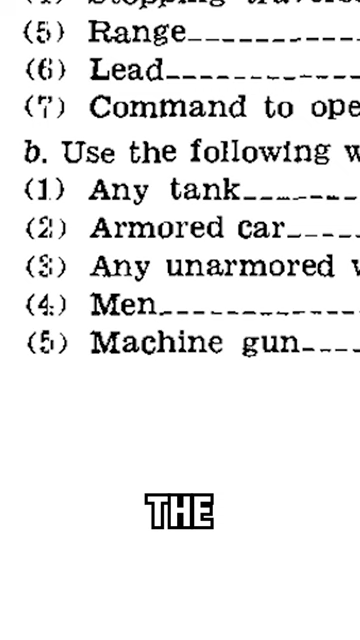 (5) Range
(6) Lead
(7) Command to ope
b. Use the following w
(1) Any tank
(2) Armored car
(3) Any unarmored v
(4) Men
(5) Machine gun
THE